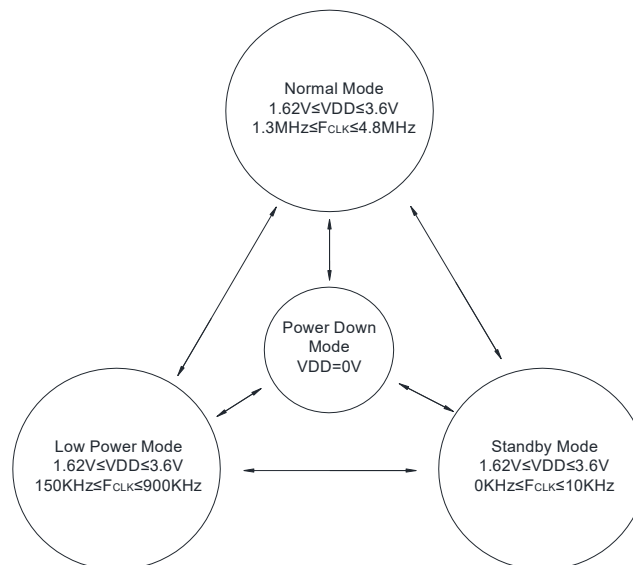 Normal Mode
1.62V≤VDD≤3.6V
1.3MHz≤FCLK≤4.8MHz
Power Down
Mode
VDD=0V
Low Power Mode
1.62V≤VDD≤3.6V
150KHz≤FCLK≤900KHz
Standby Mode
1.62V≤VDD≤3.6V
0KHz≤FCLK≤10KHz